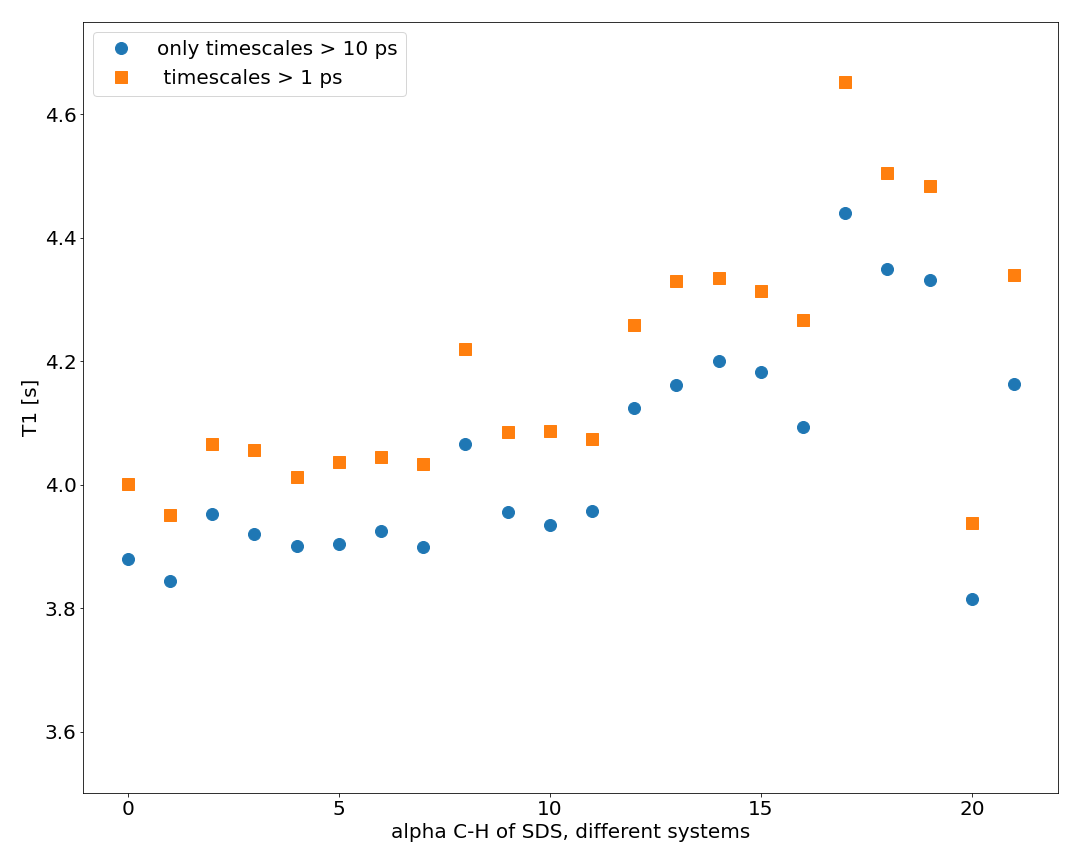 only timescales > 10 ps
timescales > 1 ps
4.6
4.4
4.2
4.0
3.8
3.6
T1 [s]
0 5 10 15 20
alpha C-H of SDS, different systems